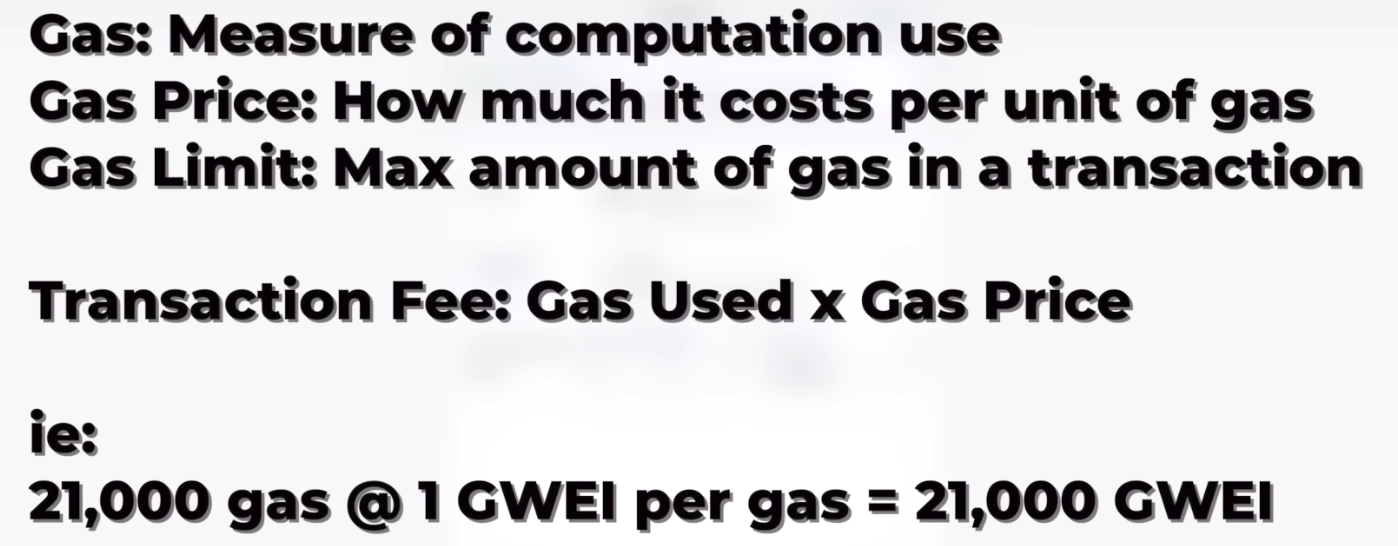 Gas: Measure of computation use
Gas Price: How much it costs per unit of gas
Gas Limit: Max amount of gas in a transaction
Transaction Fee: Gas Used x Gas Price
ie:
21,000 gas @ 1 GWEI per gas = 21,000 GWEI